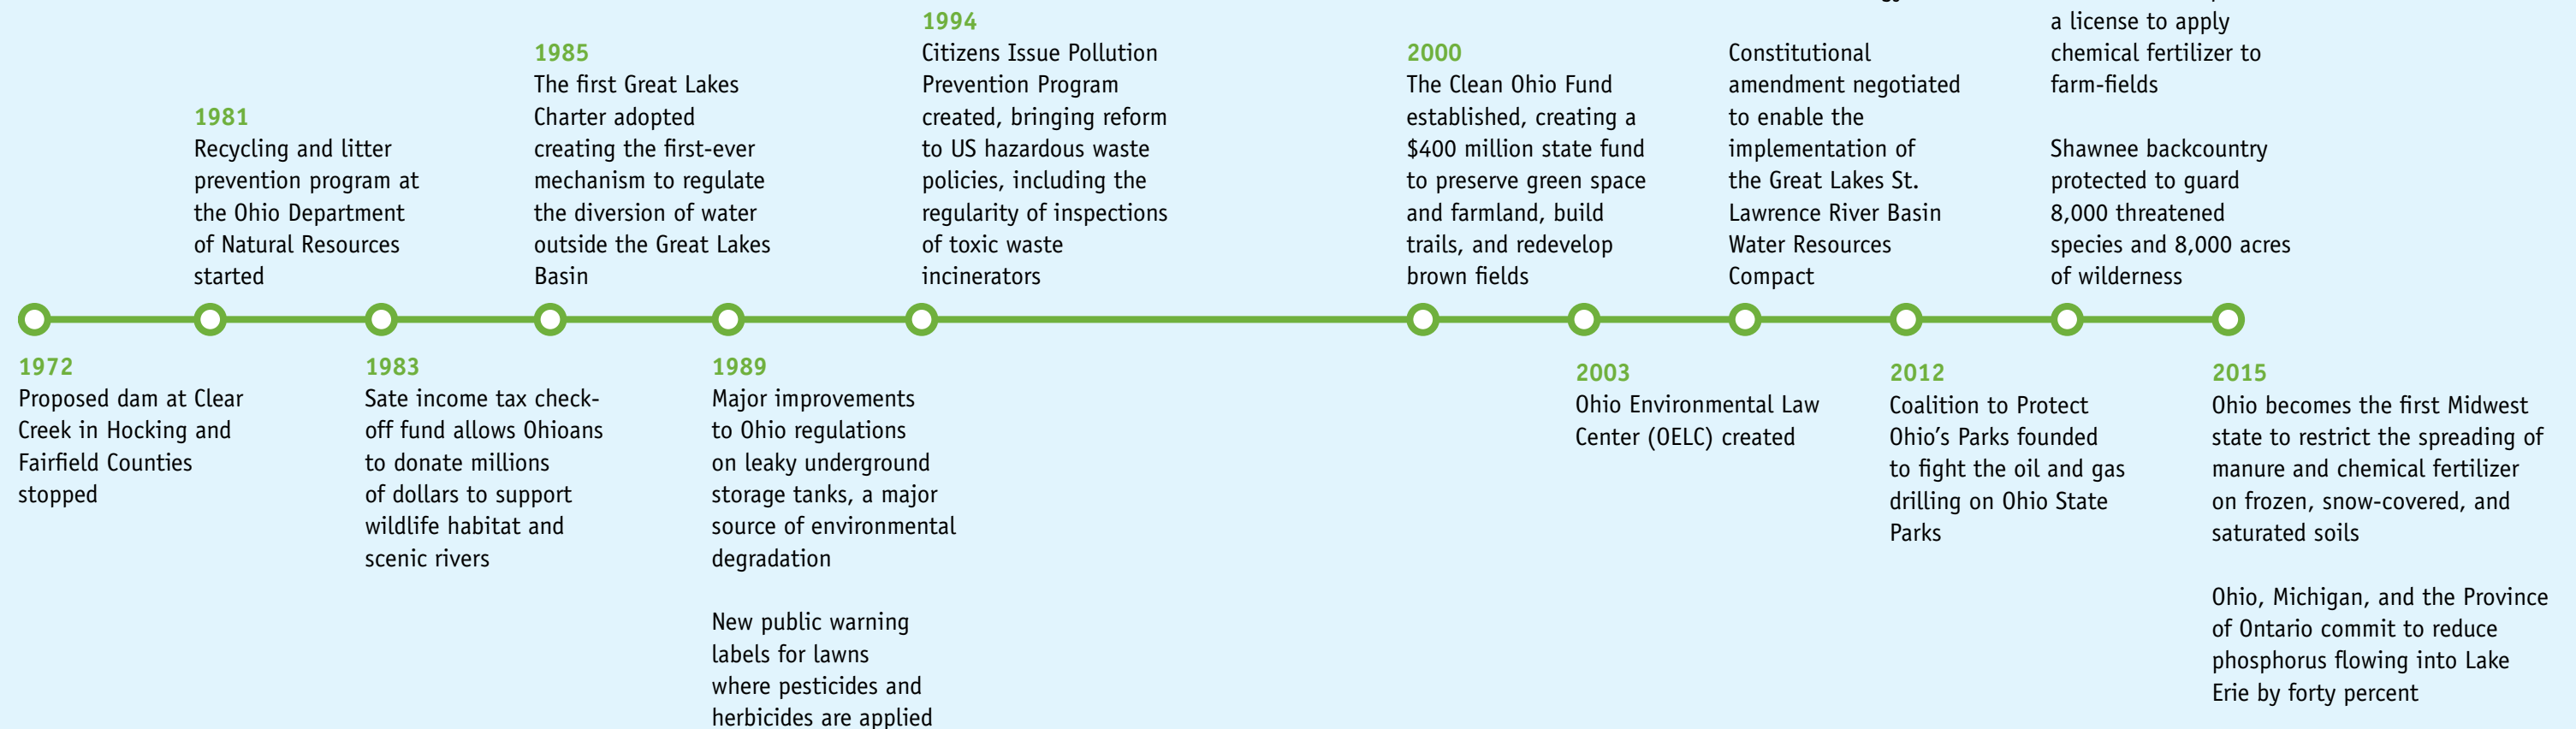 1972
Proposed dam at Clear
Creek in Hocking and
Fairfield Counties
stopped
1981
Recycling and litter
prevention program at
the Ohio Department
of Natural Resources
started
1983
Sate income tax check-
off fund allows Ohioans
to donate millions
of dollars to support
wildlife habitat and
scenic rivers
1985
The first Great Lakes
Charter adopted
creating the first-ever
mechanism to regulate
the diversion of water
outside the Great Lakes
Basin
1989
Major improvements
to Ohio regulations
on leaky underground
storage tanks, a major
source of environmental
degradation
New public warning
labels for lawns
where pesticides and
herbicides are applied
1994
Citizens Issue Pollution
Prevention Program
created, bringing reform
to US hazardous waste
policies, including the
regularity of inspections
of toxic waste
incinerators
2000
The Clean Ohio Fund
established, creating a
$400 million state fund
to preserve green space
and farmland, build
trails, and redevelop
brown fields
2003
Ohio Environmental Law
Center (OELC) created
Constitutional
amendment negotiated
to enable the
implementation of
the Great Lakes St.
Lawrence River Basin
Water Resources
Compact
2012
Coalition to Protect
Ohio’s Parks founded
to fight the oil and gas
drilling on Ohio State
Parks
a license to apply
chemical fertilizer to
farm-fields
Shawnee backcountry
protected to guard
8,000 threatened
species and 8,000 acres
of wilderness
2015
Ohio becomes the first Midwest
state to restrict the spreading of
manure and chemical fertilizer
on frozen, snow-covered, and
saturated soils
Ohio, Michigan, and the Province
of Ontario commit to reduce
phosphorus flowing into Lake
Erie by forty percent